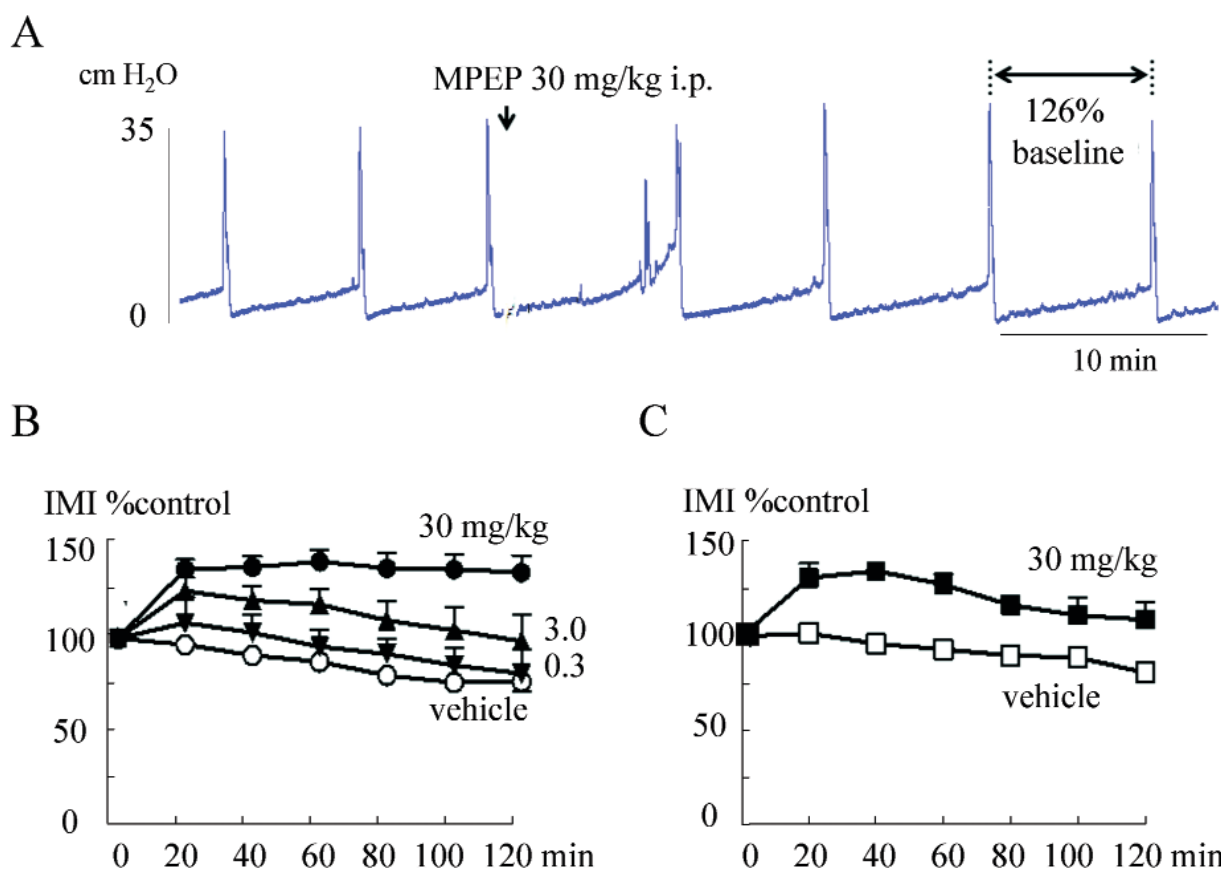 A
cm H₂O
MPEP 30 mg/kg i.p.
35
126%
baseline
0
10 min
B
IMI %control
30 mg/kg
150
3.0
100
0.3
vehicle
50
0
0 20 40 60 80 100 120 min
C
IMI %control
150
30 mg/kg
100
vehicle
50
0
0 20 40 60 80 100 120 min